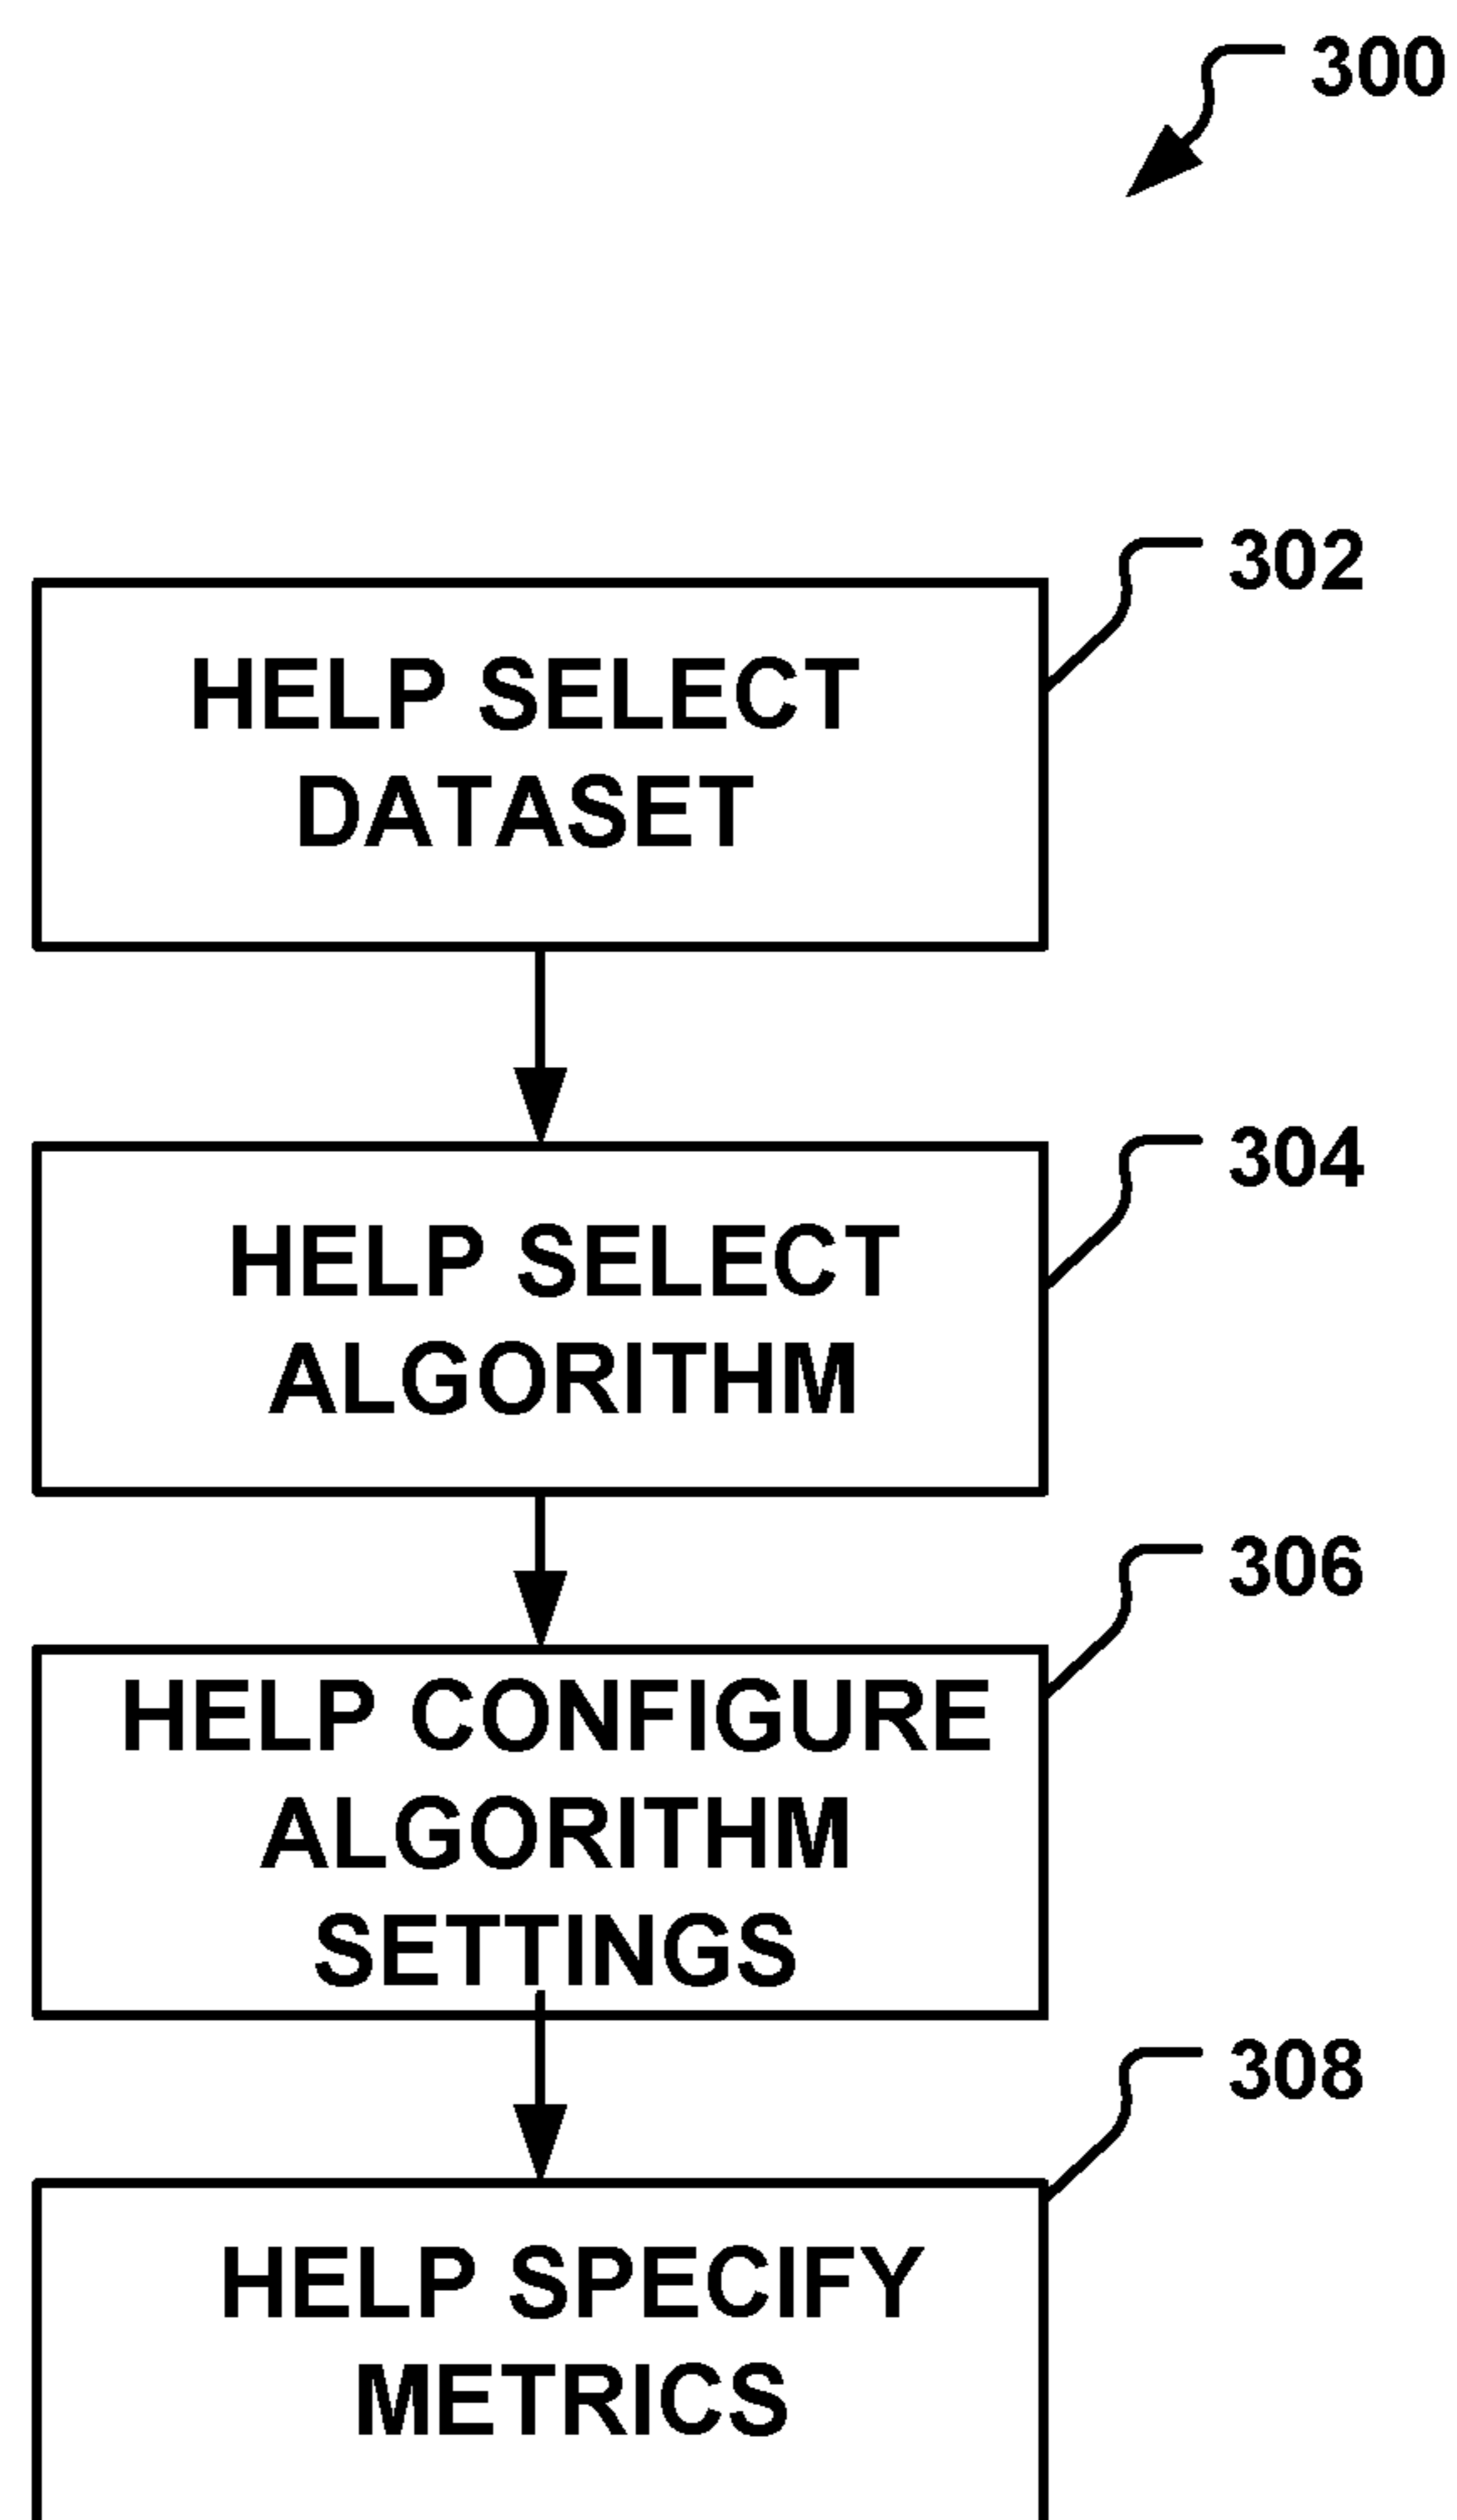 300
302
HELP SELECT
DATASET
304
HELP SELECT
ALGORITHM
306
HELP CONFIGURE
ALGORITHM
SETTINGS
308
HELP SPECIFY
METRICS